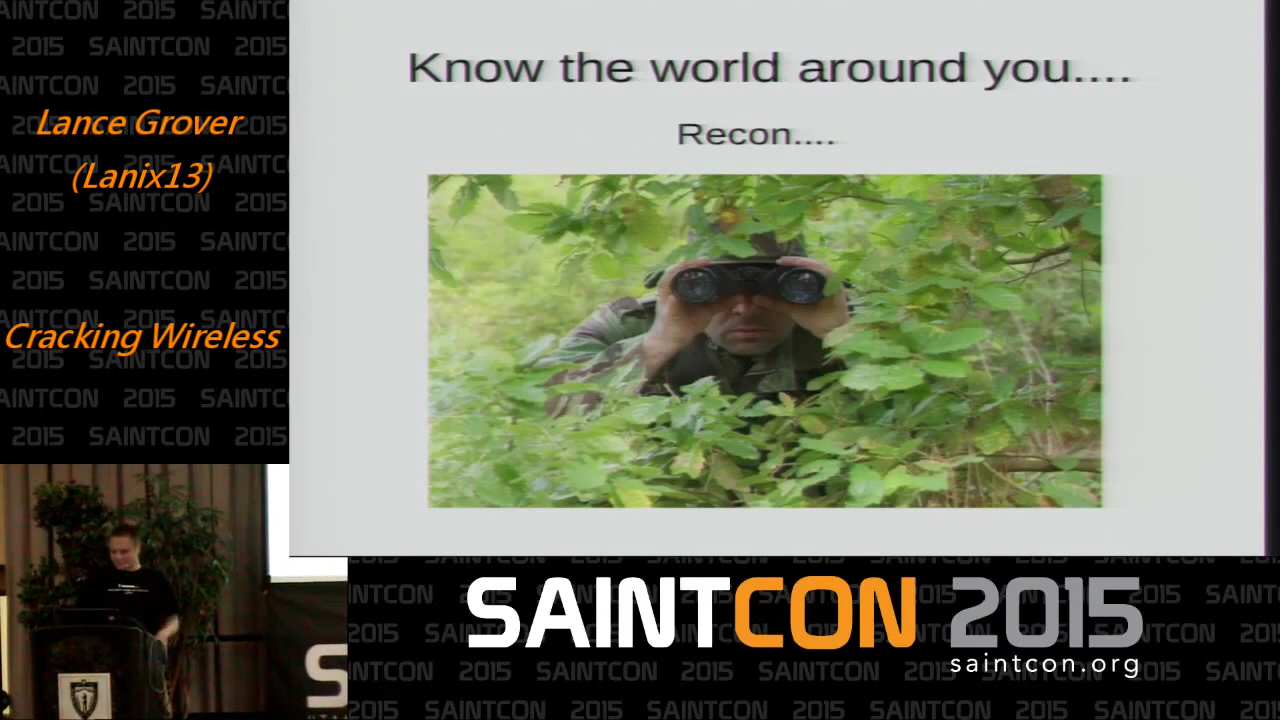 Lance Grover
(Lanix13)
Cracking Wireless
Know the world around you....
Recon....
SAINTCON 2015
saintcon.org